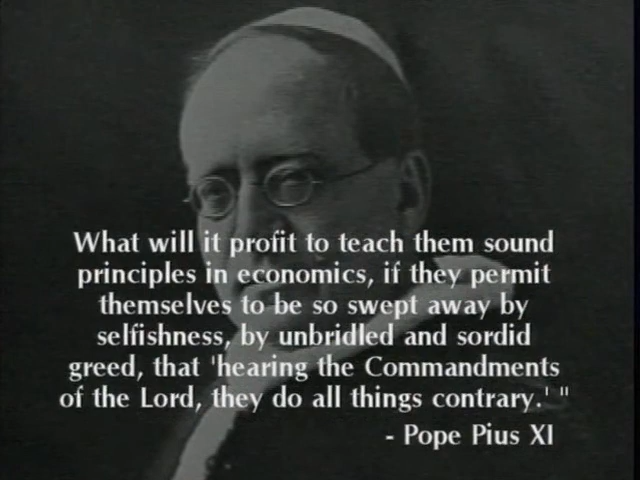 What will it profit to teach them sound
principles in economics, if they permit
themselves to be so swept away by
selfishness, by unbridled and sordid
greed, that 'hearing the Commandments
of the Lord, they do all things contrary.' "
- Pope Pius XI